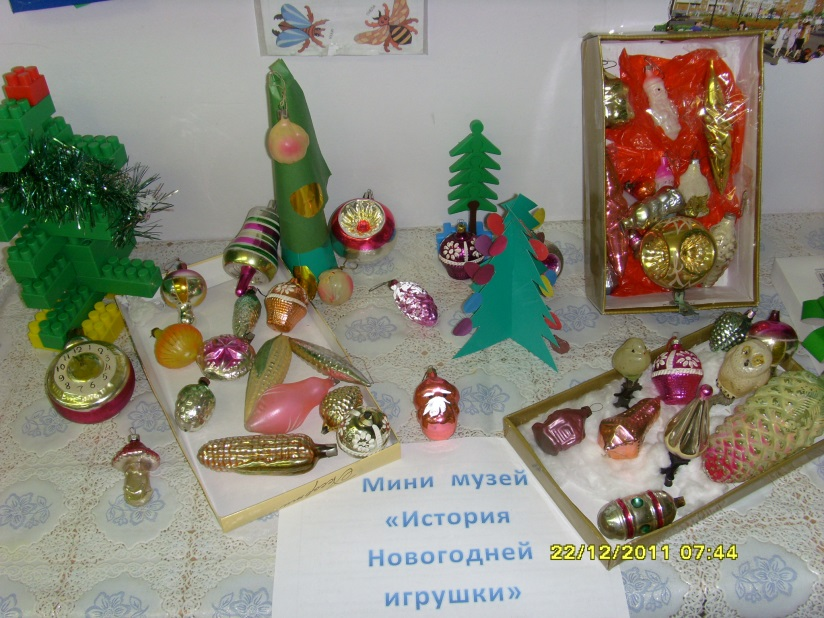 Мини музей
«История
Новогодней
игрушки»
22/12/2011 07:44